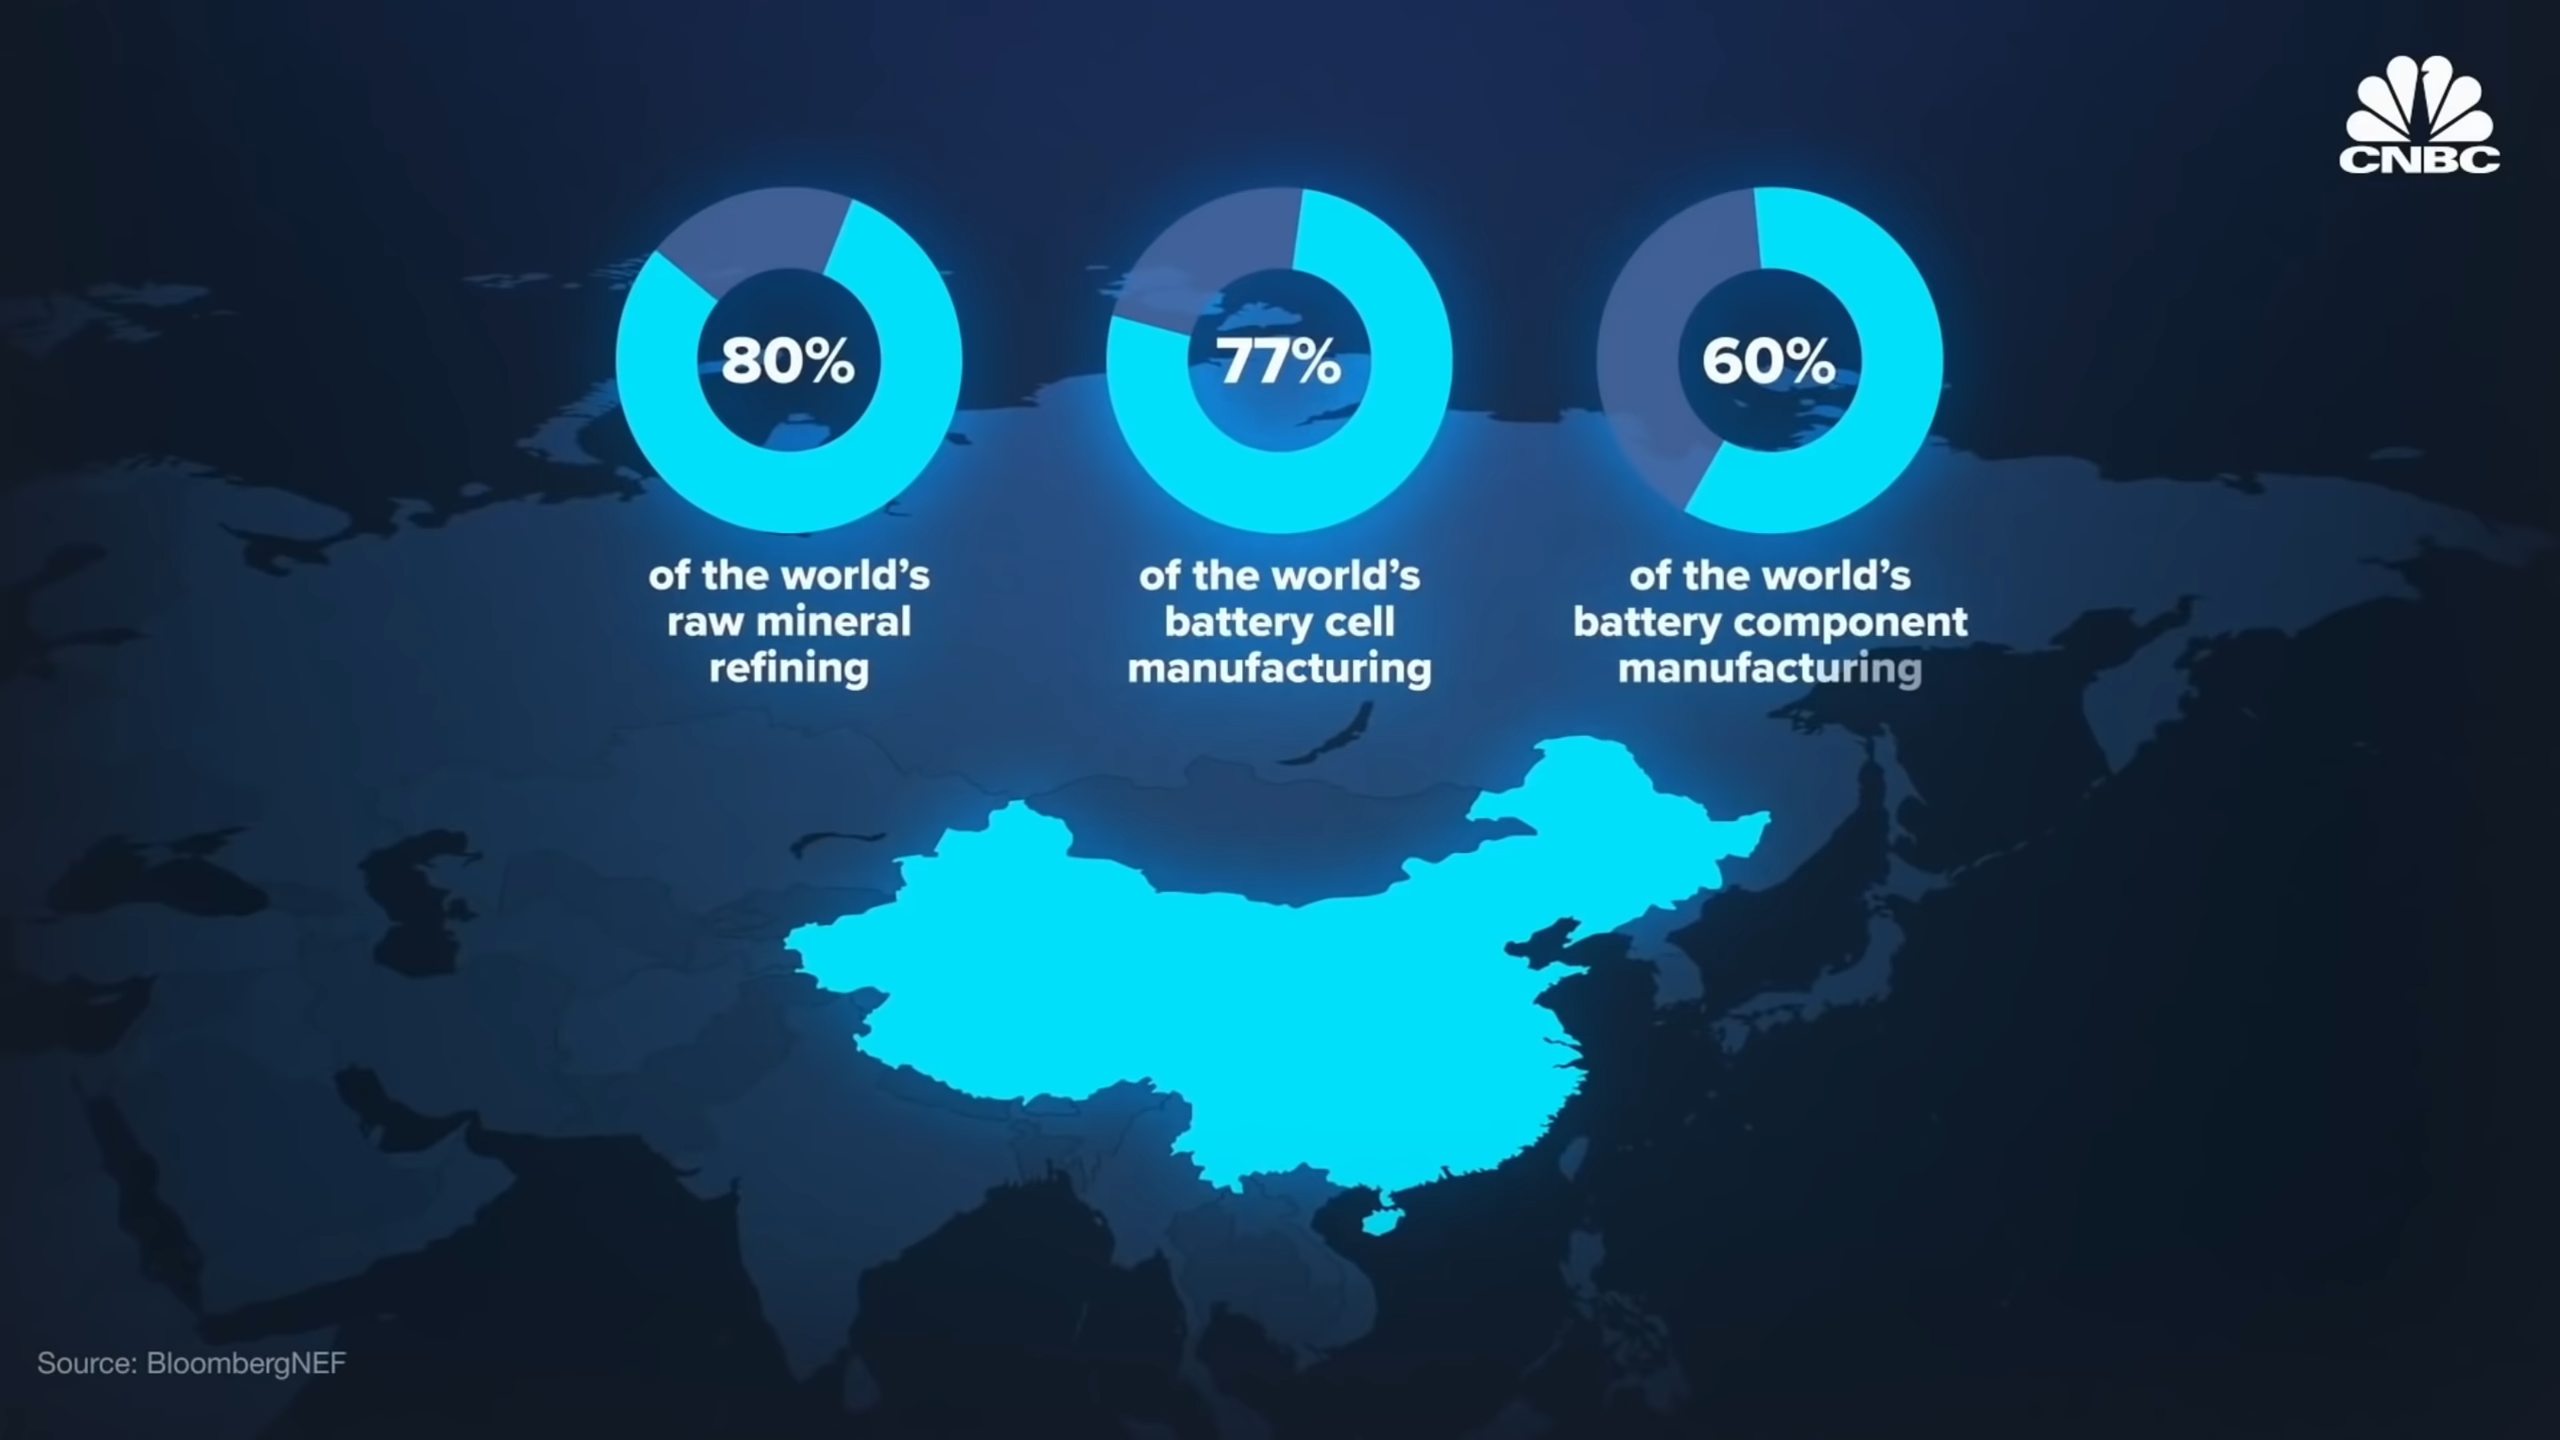 CNBC
80%
of the world’s
raw mineral
refining
77%
of the world’s
battery cell
manufacturing
60%
of the world’s
battery component
manufacturing
Source: BloombergNEF